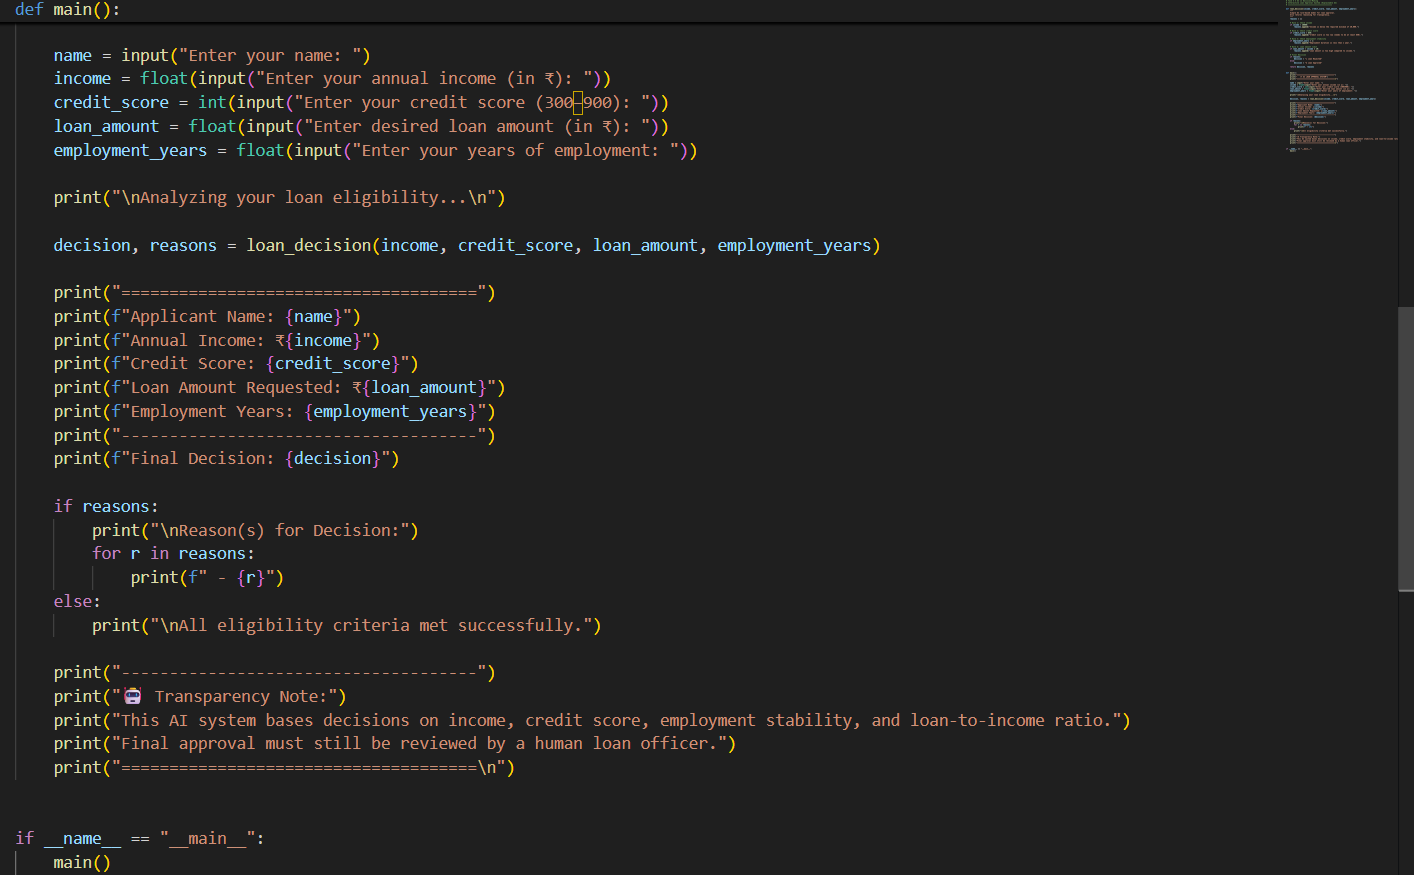 def main():
    name = input("Enter your name: ")
    income = float(input("Enter your annual income (in ₹): "))
    credit_score = int(input("Enter your credit score (300–900): "))
    loan_amount = float(input("Enter desired loan amount (in ₹): "))
    employment_years = float(input("Enter your years of employment: "))
    print("\nAnalyzing your loan eligibility...\n")
    decision, reasons = loan_decision(income, credit_score, loan_amount, employment_years)
    print("=====================================")
    print(f"Applicant Name: {name}")
    print(f"Annual Income: ₹{income}")
    print(f"Credit Score: {credit_score}")
    print(f"Loan Amount Requested: ₹{loan_amount}")
    print(f"Employment Years: {employment_years}")
    print("-------------------------------------")
    print(f"Final Decision: {decision}")
    if reasons:
        print("\nReason(s) for Decision:")
        for r in reasons:
            print(f" - {r}")
    else:
        print("\nAll eligibility criteria met successfully.")
    print("-------------------------------------")
    print("🤖 Transparency Note:")
    print("This AI system bases decisions on income, credit score, employment stability, and loan-to-income ratio.")
    print("Final approval must still be reviewed by a human loan officer.")
    print("=====================================\n")
if __name__ == "__main__":
    main()